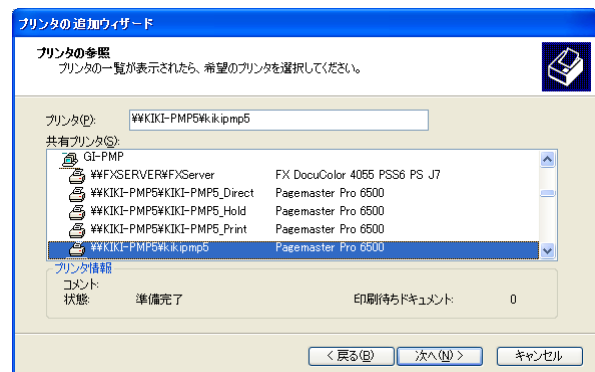 プリンタの追加ウィザード
プリンタの参照
プリンタの一覧が表示されたら、希望のプリンタを選択してください。
プリンタ(P): ¥¥KIKI-PMP5¥kikipmp5
共有プリンタ(S):
GI-PMP
¥¥FXSERVER¥FXServer FX DocuColor 4055 PSS6 PS J7
¥¥KIKI-PMP5¥KIKI-PMP5_Direct Pagemaster Pro 6500
¥¥KIKI-PMP5¥KIKI-PMP5_Hold Pagemaster Pro 6500
¥¥KIKI-PMP5¥KIKI-PMP5_Print Pagemaster Pro 6500
¥¥KIKI-PMP5¥kikipmp5 Pagemaster Pro 6500
プリンタ情報
コメント:
状態: 準備完了 印刷待ちドキュメント: 0
< 戻る(B) 次へ(N) > キャンセル